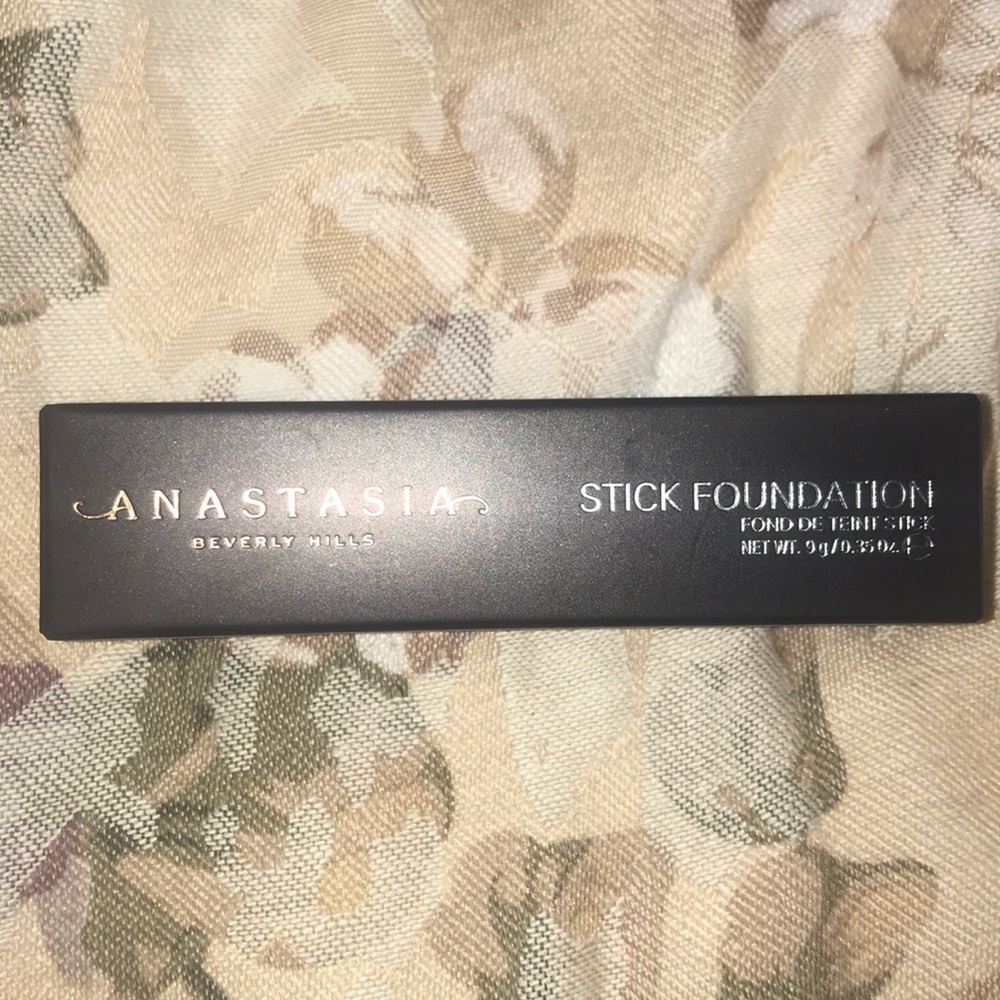 ANASTASIA
BEVERLY HILLS
STICK FOUNDATION
FOND DE TEINT STICK
NET WT. 9 g / 0.35 Oz. ℮